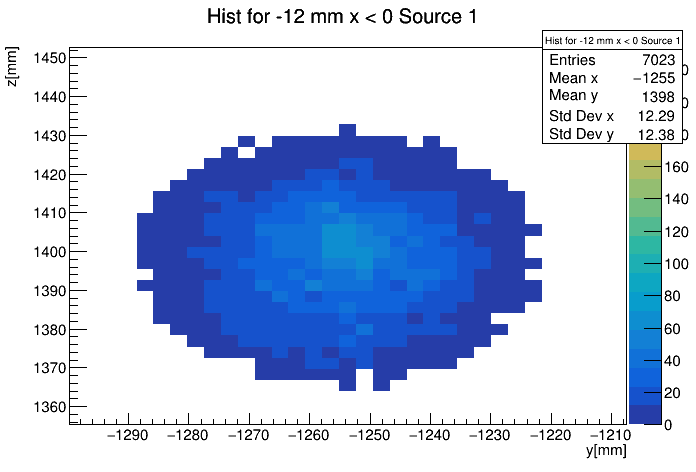 Hist for -12 mm x < 0 Source 1
Hist for -12 mm x < 0 Source 1
Entries 7023
Mean x −1255
Mean y 1398
Std Dev x 12.29
Std Dev y 12.38
z[mm]
1450
1440
1430
1420
1410
1400
1390
1380
1370
1360
−1290 −1280 −1270 −1260 −1250 −1240 −1230 −1220 −1210
y[mm]
160
140
120
100
80
60
40
20
0